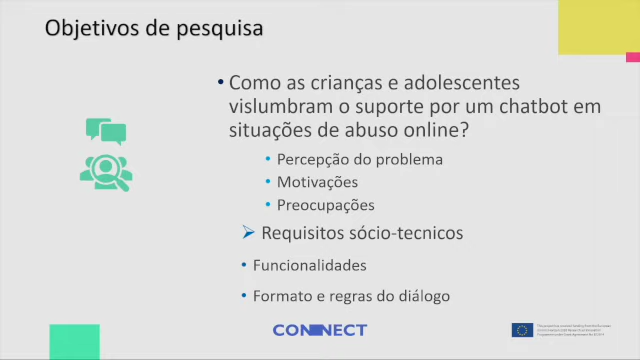 Objetivos de pesquisa
• Como as crianças e adolescentes
vislumbram o suporte por um chatbot em
situações de abuso online?
• Percepção do problema
• Motivações
• Preocupações
➢ Requisitos sócio-tecnicos
• Funcionalidades
• Formato e regras do diálogo
CONNECT